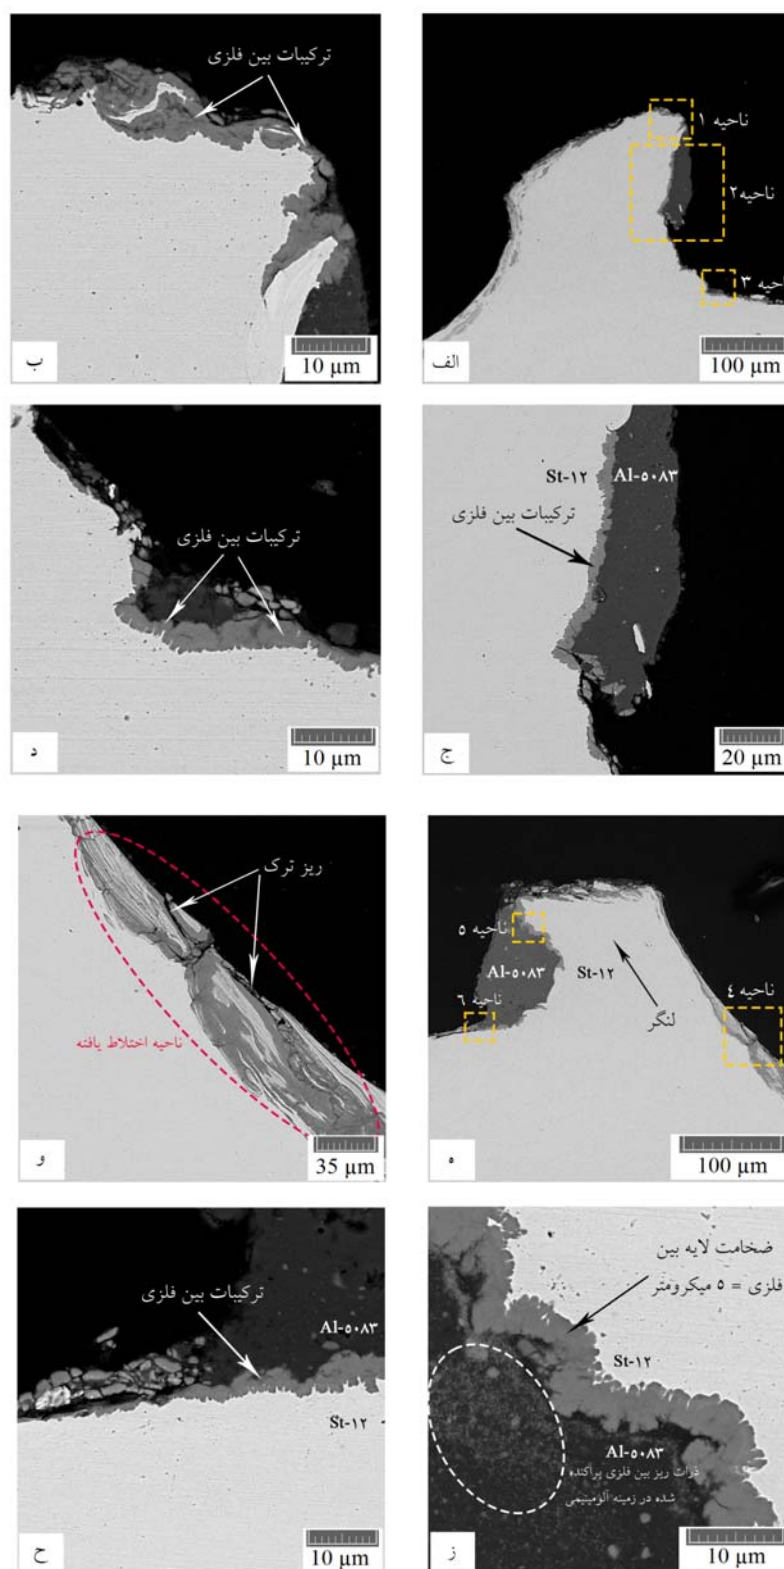 ناحیه ۱
ناحیه۲
ناحیه ۳
الف
100 µm
ترکیبات بین فلزی
ب
10 µm
St-۱۲
Al-۵۰۸۳
ترکیبات بین فلزی
ج
20 µm
ترکیبات بین فلزی
د
10 µm
ناحیه ۵
Al-۵۰۸۳
St-۱۲
ناحیه ۴
ناحیه ۶
لنگر
ه
100 µm
ریز ترک
ناحیه اختلاط یافته
و
35 µm
ضخامت لایه بین
فلزی = ۵ میکرومتر
St-۱۲
Al-۵۰۸۳
ذرات ریز بین فلزی پراکنده
شده در زمینه آلومینیمی
ز
10 µm
ترکیبات بین فلزی
Al-۵۰۸۳
St-۱۲
ح
10 µm